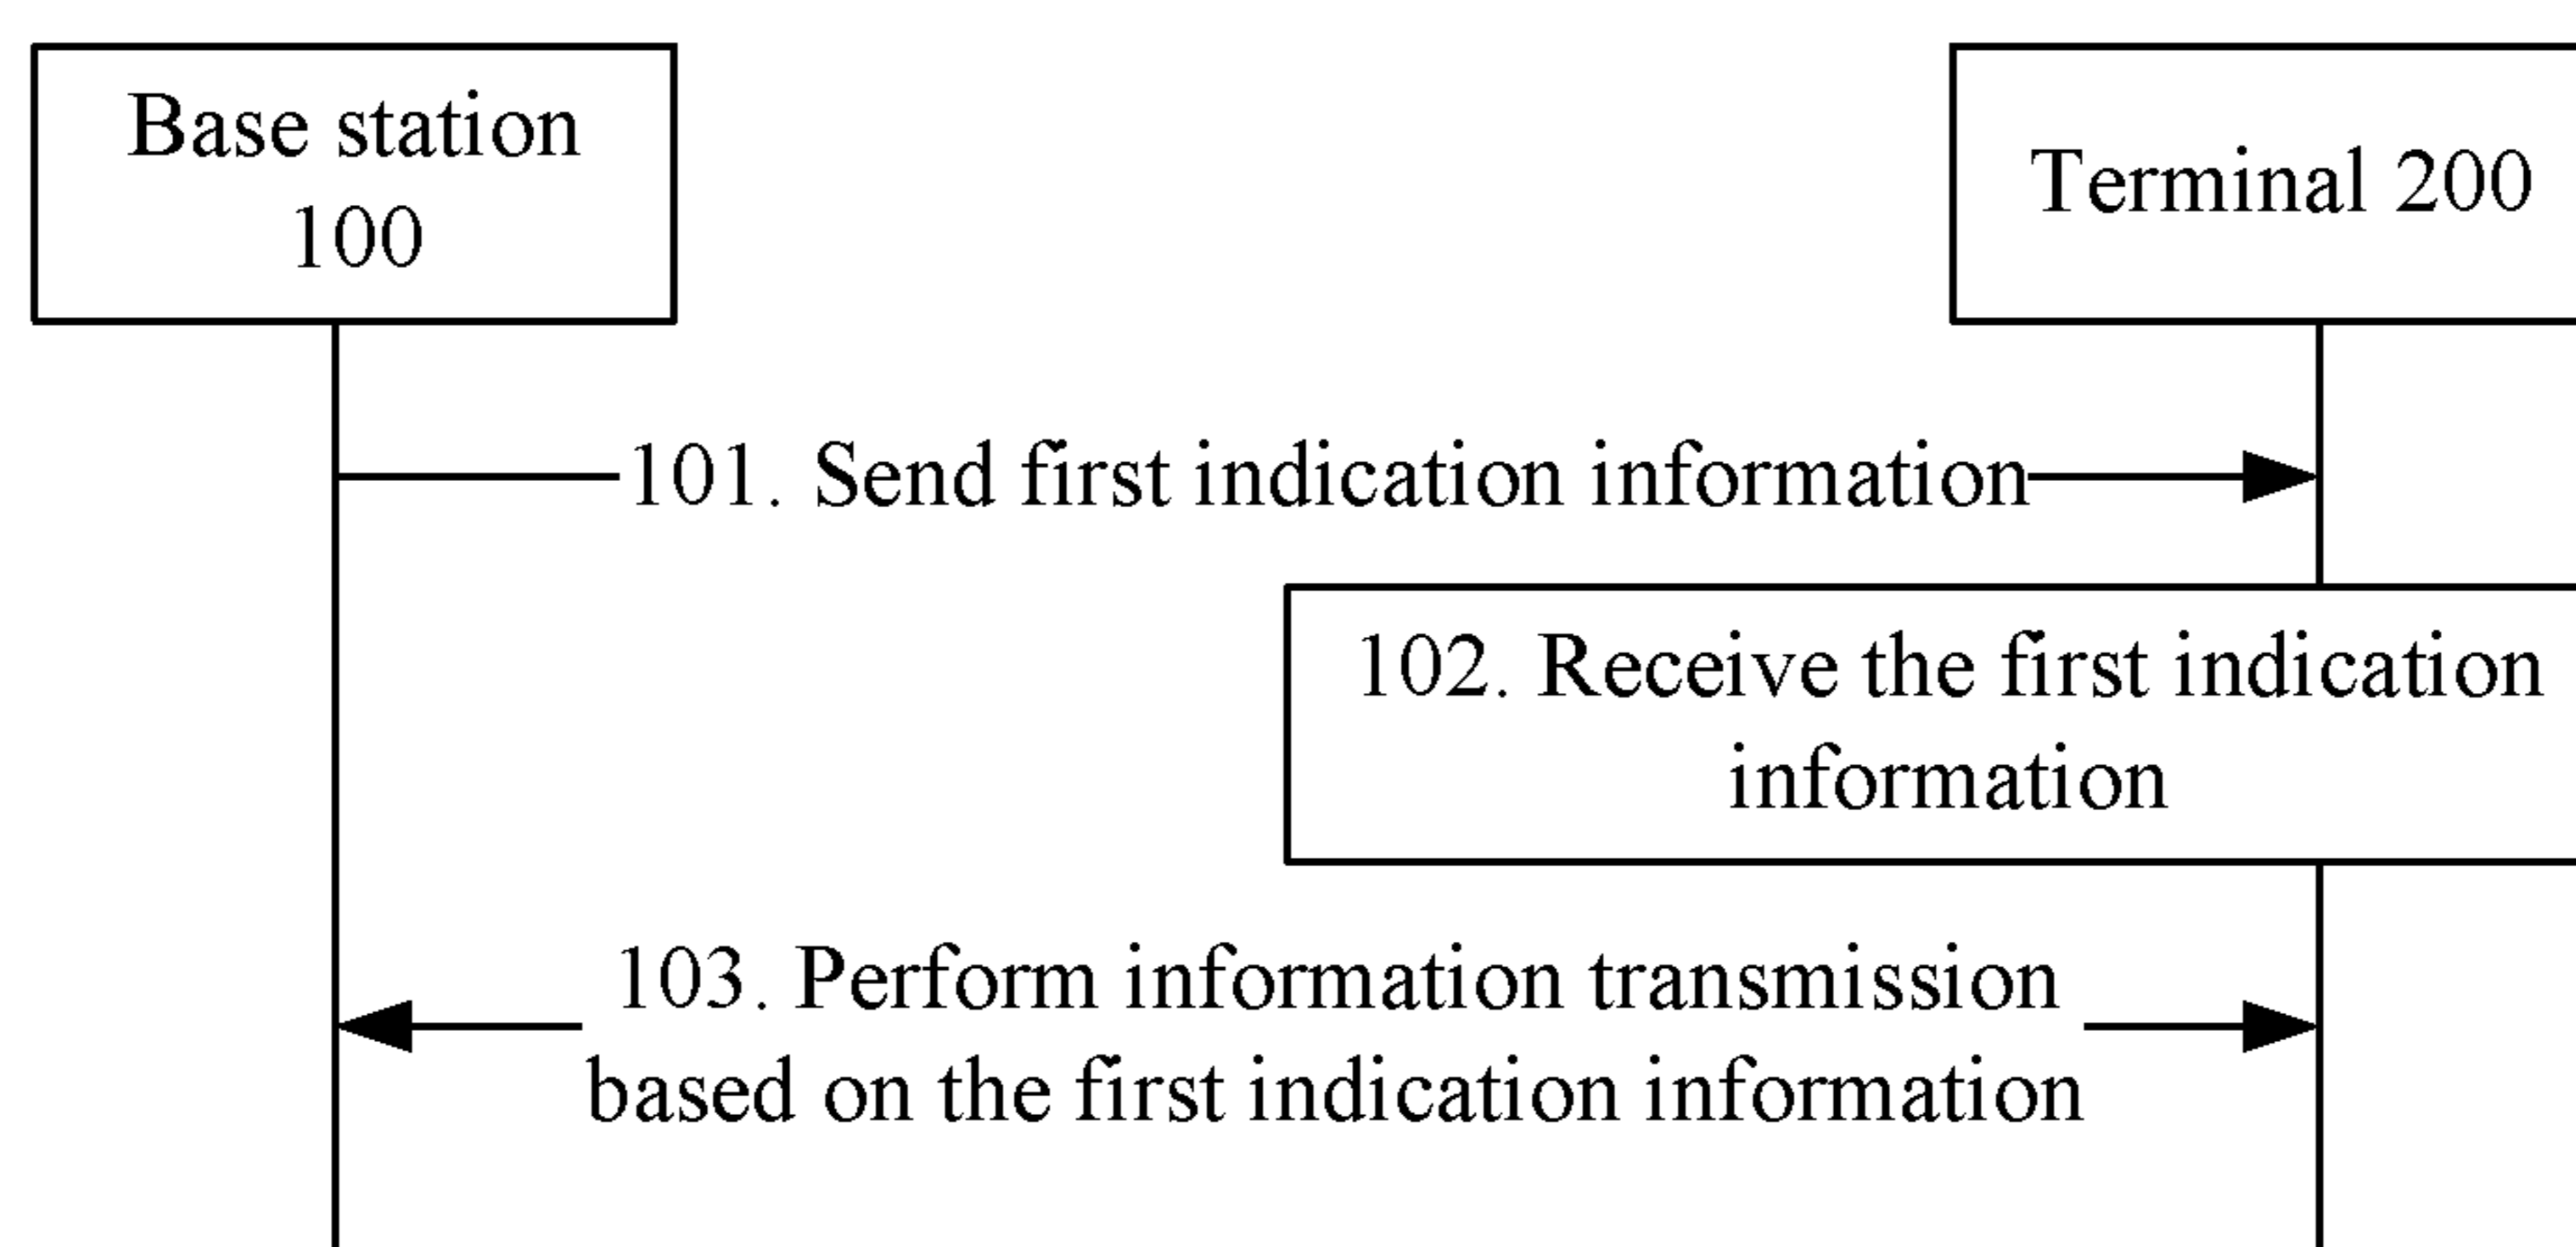 Base station
100
Terminal 200
101. Send first indication information
102. Receive the first indication
information
103. Perform information transmission
based on the first indication information